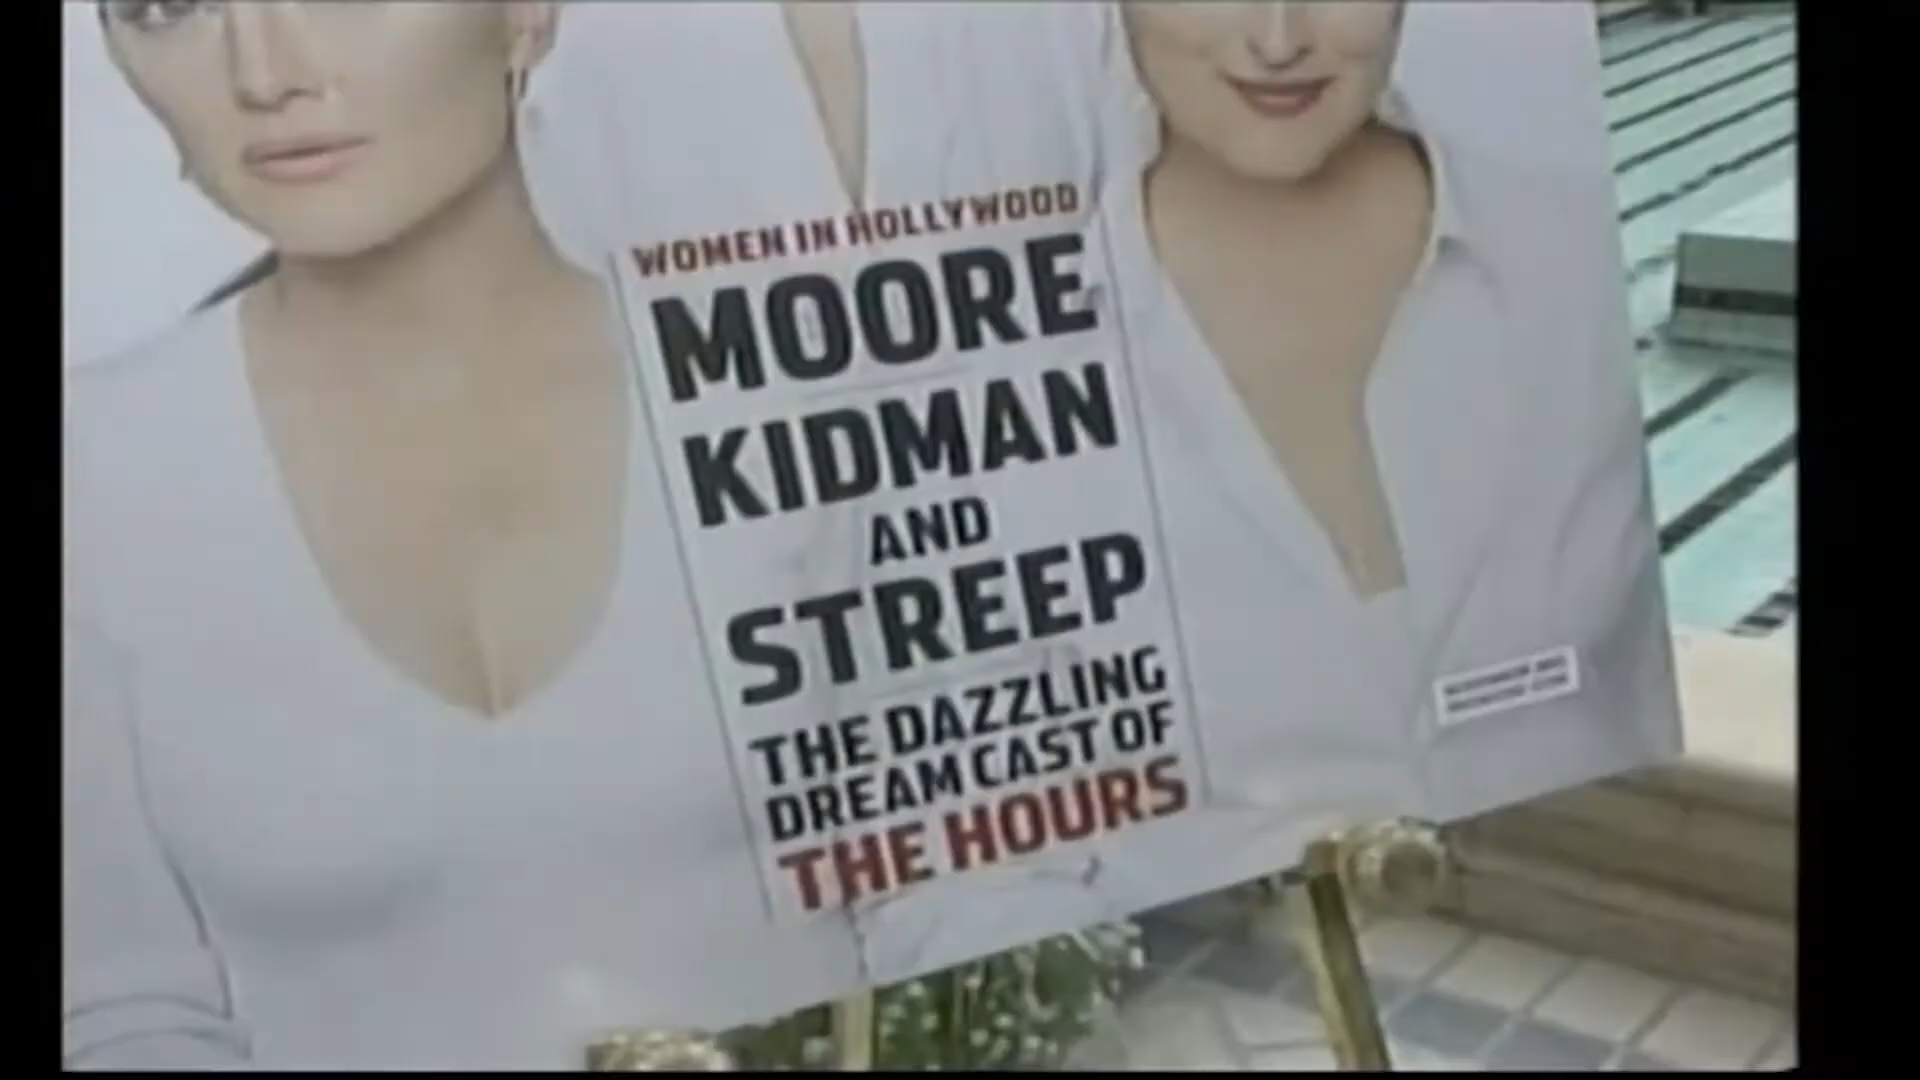 WOMEN IN HOLLYWOOD
MOORE
KIDMAN
AND
STREEP
THE DAZZLING
DREAM CAST OF
THE HOURS